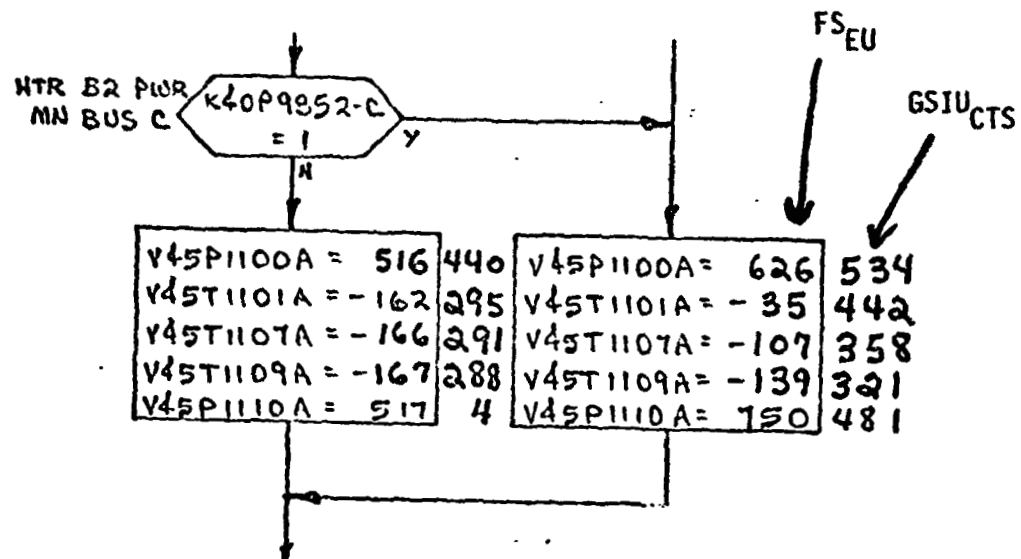 FS EU
GSIU CTS
HTR B2 PWR
MN BUS C
K40P9352-C
= 1
Y
N
V45P1100A = 516 440
V45T1101A = -162 295
V45T1107A = -166 291
V45T1109A = -167 288
V45P1110A = 517 4
V45P1100A = 626 534
V45T1101A = -35 442
V45T1107A = -107 358
V45T1109A = -139 321
V45P1110A = 750 481